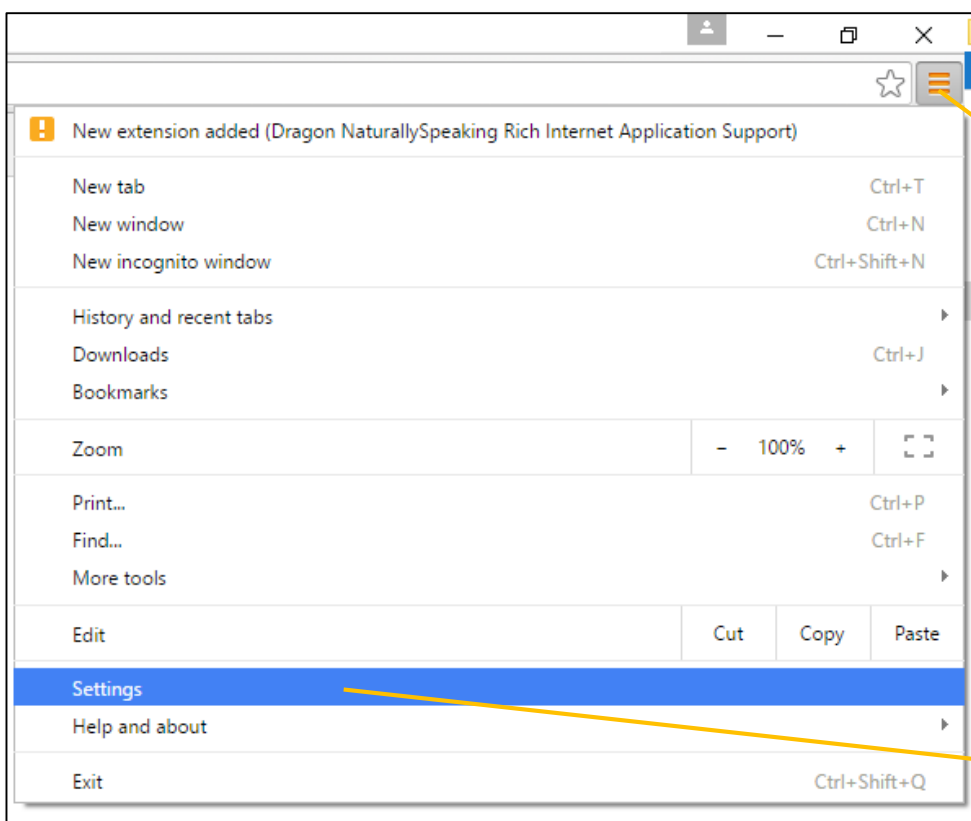 New extension added (Dragon NaturallySpeaking Rich Internet Application Support)
New tab Ctrl+T
New window Ctrl+N
New incognito window Ctrl+Shift+N
History and recent tabs
Downloads Ctrl+J
Bookmarks
Zoom - 100% +
Print... Ctrl+P
Find... Ctrl+F
More tools
Edit Cut Copy Paste
Settings
Help and about
Exit Ctrl+Shift+Q